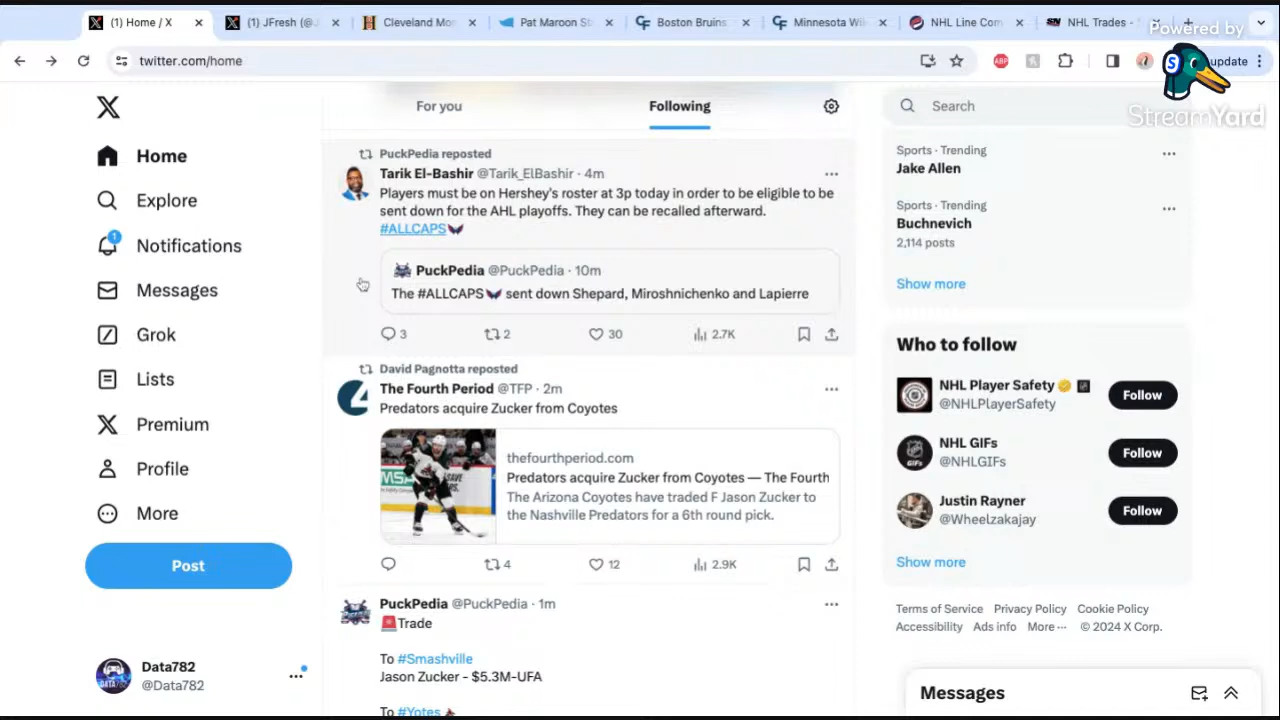 (1) Home / X
(1) JFresh (@J
Cleveland Mo
Pat Maroon St
Boston Bruins
Minnesota Wil
NHL Line Com
NHL Trades -
Powered by
twitter.com/home
ABP
update
StreamYard
Home
Explore
1
Notifications
Messages
Grok
Lists
Premium
Profile
More
Post
Data782
@Data782
For you
Following
PuckPedia reposted
Tarik El-Bashir @Tarik_ElBashir · 4m
Players must be on Hershey's roster at 3p today in order to be eligible to be
sent down for the AHL playoffs. They can be recalled afterward.
#ALLCAPS
PuckPedia @PuckPedia · 10m
The #ALLCAPS sent down Shepard, Miroshnichenko and Lapierre
3
2
30
2.7K
David Pagnotta reposted
The Fourth Period @TFP · 2m
Predators acquire Zucker from Coyotes
thefourthperiod.com
Predators acquire Zucker from Coyotes — The Fourth
The Arizona Coyotes have traded F Jason Zucker to
the Nashville Predators for a 6th round pick.
4
12
2.9K
PuckPedia @PuckPedia · 1m
Trade
To #Smashville
Jason Zucker - $5.3M-UFA
To #Yotes
Search
Sports · Trending
Jake Allen
Sports · Trending
Buchnevich
2,114 posts
Show more
Who to follow
NHL Player Safety
@NHLPlayerSafety
Follow
NHL GIFs
@NHLGIFs
Follow
Justin Rayner
@Wheelzakajay
Follow
Show more
Terms of Service Privacy Policy Cookie Policy
Accessibility Ads info More ··· © 2024 X Corp.
Messages